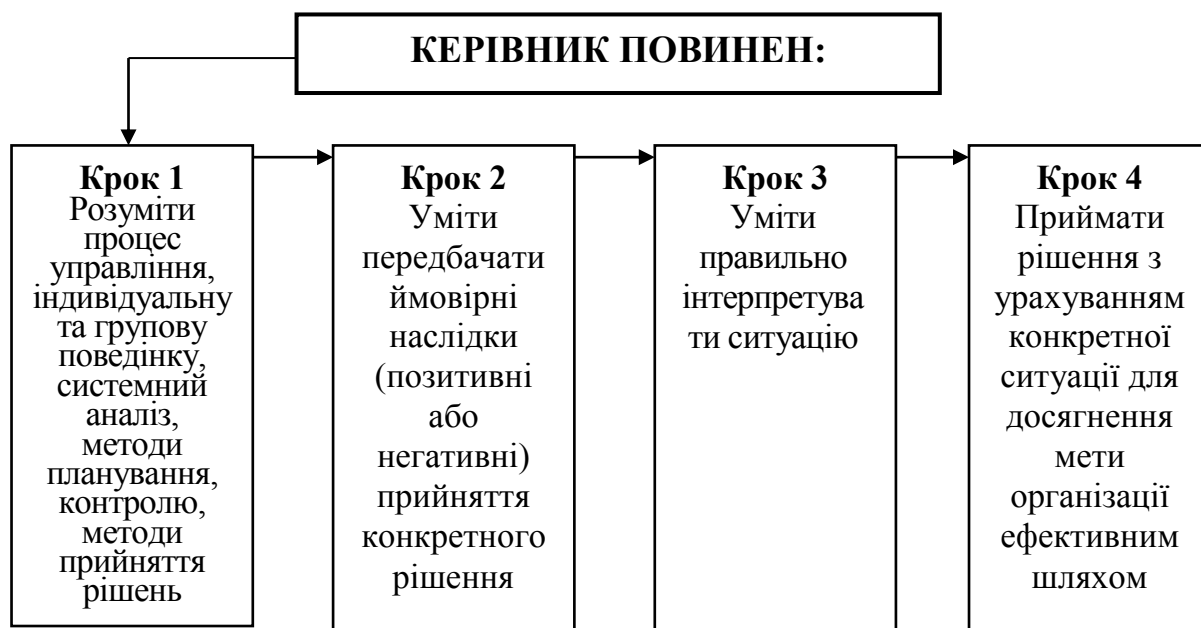 КЕРІВНИК ПОВИНЕН:
Крок 1
Розуміти
процес
управління,
індивідуальну
та групову
поведінку,
системний
аналіз,
методи
планування,
контролю,
методи
прийняття
рішень
Крок 2
Уміти
передбачати
ймовірні
наслідки
(позитивні
або
негативні)
прийняття
конкретного
рішення
Крок 3
Уміти
правильно
інтерпретува
ти ситуацію
Крок 4
Приймати
рішення з
урахуванням
конкретної
ситуації для
досягнення
мети
організації
ефективним
шляхом